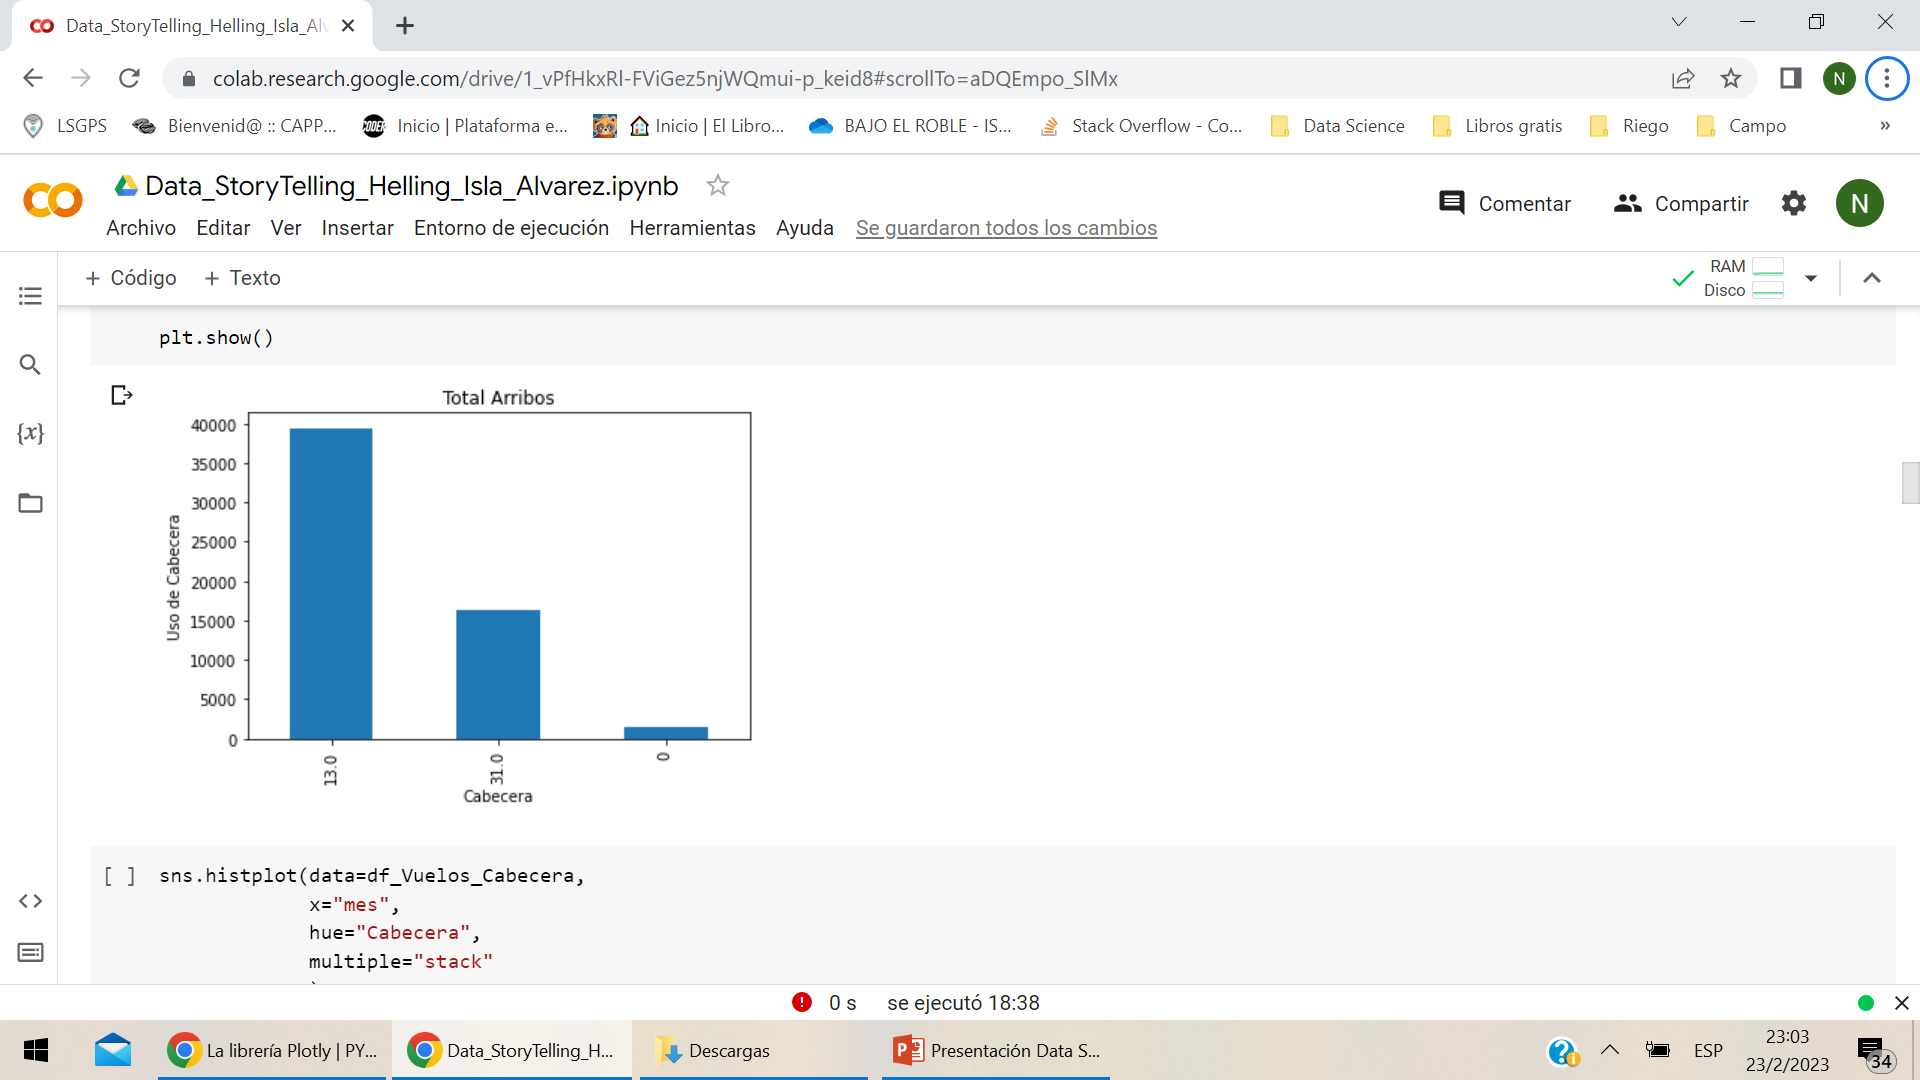 Data_StoryTelling_Helling_Isla_Al
colab.research.google.com/drive/1_vPfHkxRl-FViGez5njWQmui-p_keid8#scrollTo=aDQEmpo_SlMx
N
LSGPS
Bienvenid@ :: CAPP...
CODER
Inicio | Plataforma e...
Inicio | El Libro...
BAJO EL ROBLE - IS...
Stack Overflow - Co...
Data Science
Libros gratis
Riego
Campo
»
Data_StoryTelling_Helling_Isla_Alvarez.ipynb
Comentar
Compartir
N
Archivo Editar Ver Insertar Entorno de ejecución Herramientas Ayuda Se guardaron todos los cambios
+ Código + Texto
RAM
Disco
{x}
plt.show()
Total Arribos
40000
35000
30000
25000
20000
15000
10000
5000
0
Uso de Cabecera
13.0
31.0
0
Cabecera
[ ] sns.histplot(data=df_Vuelos_Cabecera,
x="mes",
hue="Cabecera",
multiple="stack"
0 s se ejecutó 18:38
La librería Plotly | PY...
Data_StoryTelling_H...
Descargas
Presentación Data S...
ESP
23:03
23/2/2023
34